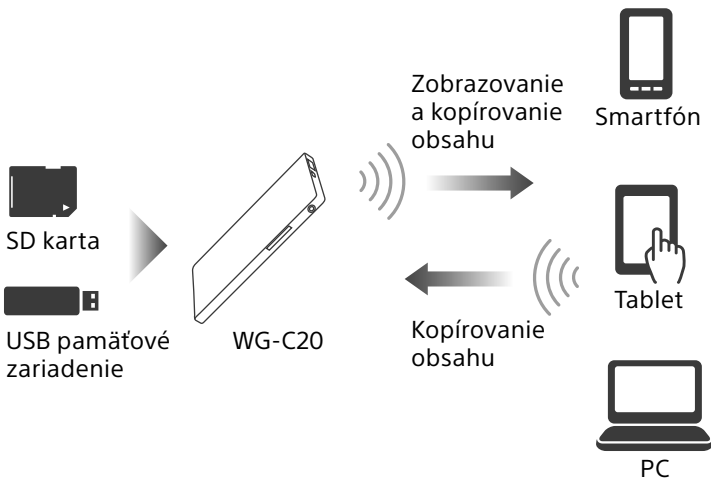 SD karta
USB pamäťové
zariadenie
WG-C20
Zobrazovanie
a kopírovanie
obsahu
Kopírovanie
obsahu
Smartfón
Tablet
PC